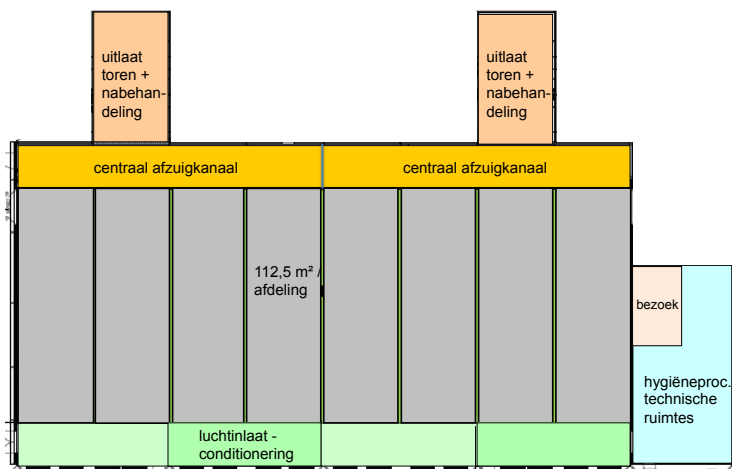 uitlaat
toren +
nabehan-
deling
uitlaat
toren +
nabehan-
deling
centraal afzuigkanaal
centraal afzuigkanaal
112,5 m² /
afdeling
bezoek
hygiëneproc.
technische
ruimtes
luchtinlaat -
conditionering